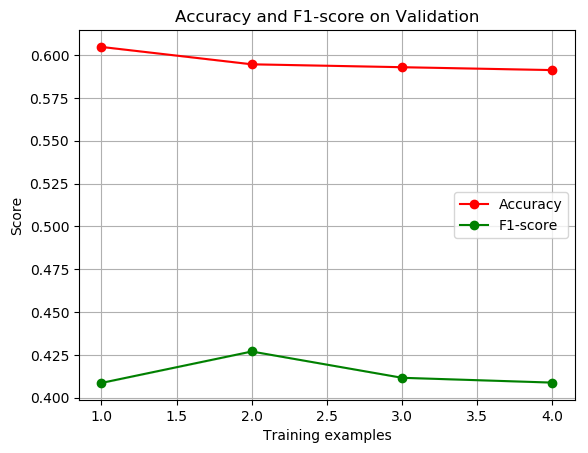 Accuracy and F1-score on Validation
0.600
0.575
0.550
0.525
0.500
0.475
0.450
0.425
0.400
Score
Accuracy
F1-score
1.0 1.5 2.0 2.5 3.0 3.5 4.0
Training examples